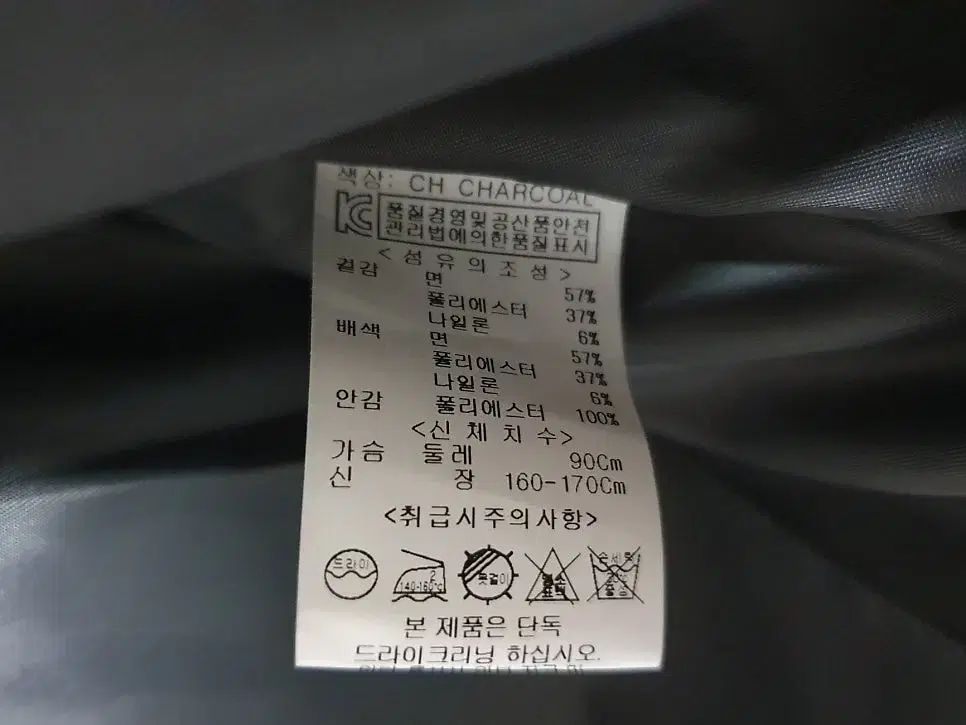 색상: CH CHARCOAL
품질경영및공산품안전
관리법에의한품질표시
<섬유의조성>
겉감 면 57%
폴리에스터 37%
나일론 6%
배색 면 57%
폴리에스터 37%
나일론 6%
안감 폴리에스터 100%
<신체치수>
가슴 둘레 90Cm
신 장 160-170Cm
<취급시주의사항>
드라이
2
140-160℃
옷걸이
염소
표백
손세탁
본 제품은 단독
드라이크리닝 하십시오.